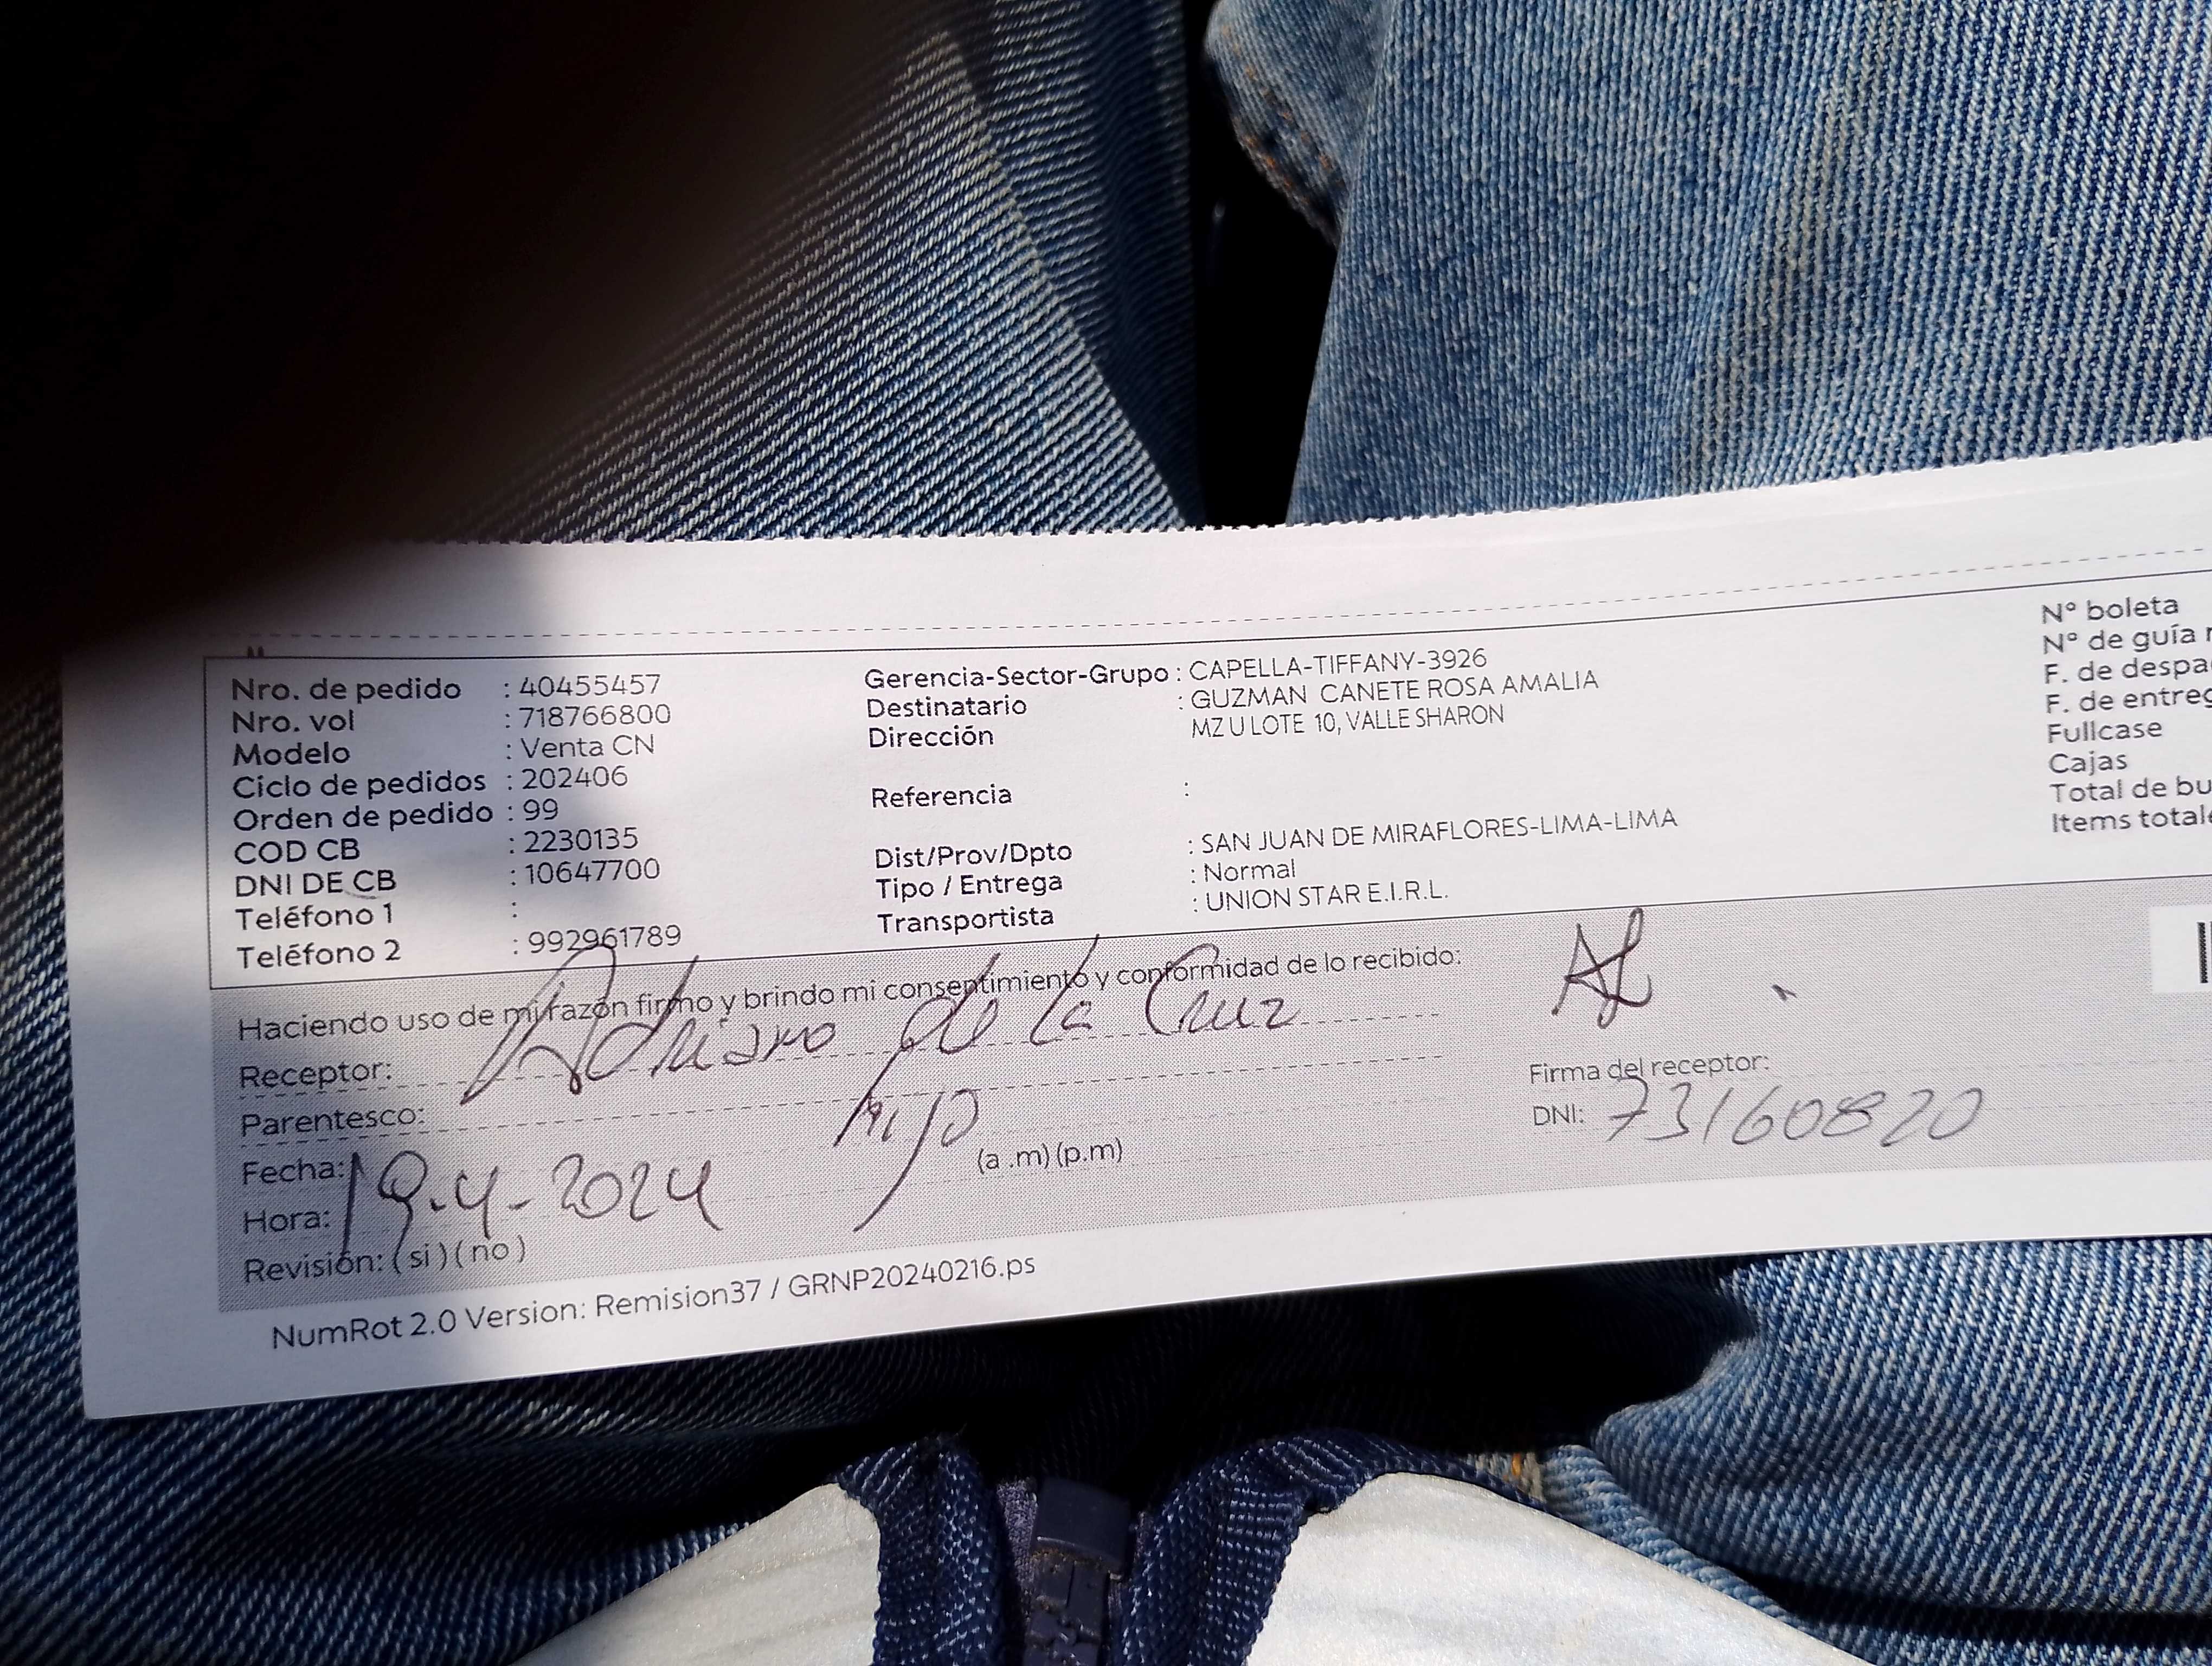 Nro. de pedido : 40455457
Nro. vol : 718766800
Modelo : Venta CN
Ciclo de pedidos : 202406
Orden de pedido : 99
COD CB : 2230135
DNI DE CB : 10647700
Teléfono 1 :
Teléfono 2 : 992961789
Gerencia-Sector-Grupo : CAPELLA-TIFFANY-3926
Destinatario : GUZMAN CANETE ROSA AMALIA
Dirección MZ U LOTE 10, VALLE SHARON
Referencia :
Dist/Prov/Dpto : SAN JUAN DE MIRAFLORES-LIMA-LIMA
Tipo / Entrega : Normal
Transportista : UNION STAR E.I.R.L.
N° boleta
N° de guía
F. de despa
F. de entreg
Fullcase
Cajas
Total de bu
Items total
Haciendo uso de mi razón firmo y brindo mi consentimiento y conformidad de lo recibido:
Receptor: Adriano de la Cruz
Parentesco: hijo
Fecha: 19-4-2024
Hora: (a .m) (p.m)
Revisión: ( si ) ( no )
Firma del receptor:
DNI: 73160820
NumRot 2.0 Version: Remision37 / GRNP20240216.ps